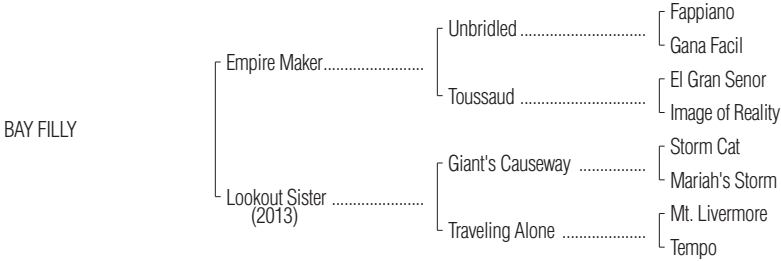 Fappiano
Unbridled
Gana Facil
Empire Maker
El Gran Senor
Toussaud
Image of Reality
BAY FILLY
Storm Cat
Giant's Causeway
Mariah's Storm
Lookout Sister
(2013)
Mt. Livermore
Traveling Alone
Tempo